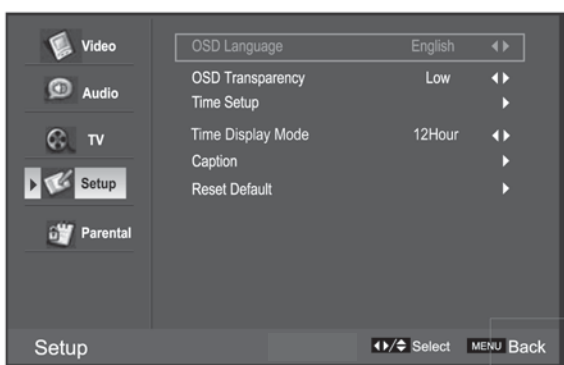 Video
Audio
TV
Setup
Parental
OSD Language English
OSD Transparency Low
Time Setup
Time Display Mode 12Hour
Caption
Reset Default
Setup
Select MENU Back